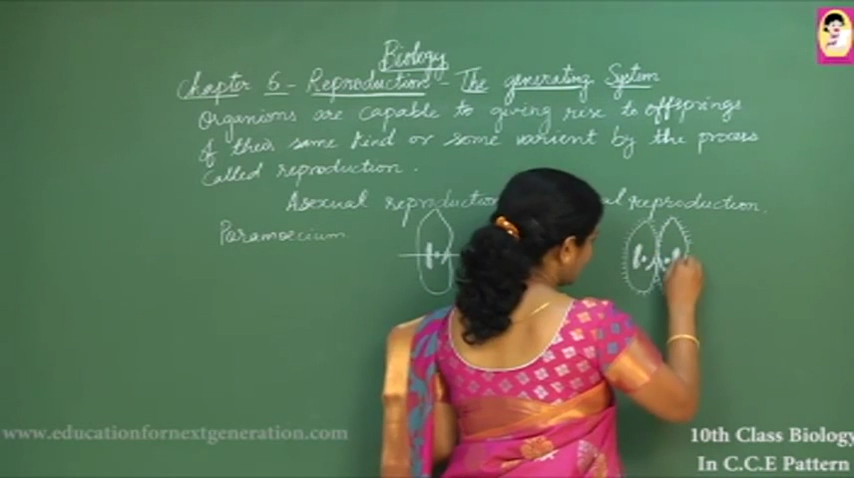 Biology
Chapter 6 - Reproduction - The generating System
Organisms are capable to giving rise to offsprings
of their same kind or some varient by the process
called reproduction.
Asexual reproduction al reproduction.
Paramoecium
www.educationfornextgeneration.com
10th Class Biology
In C.C.E Pattern